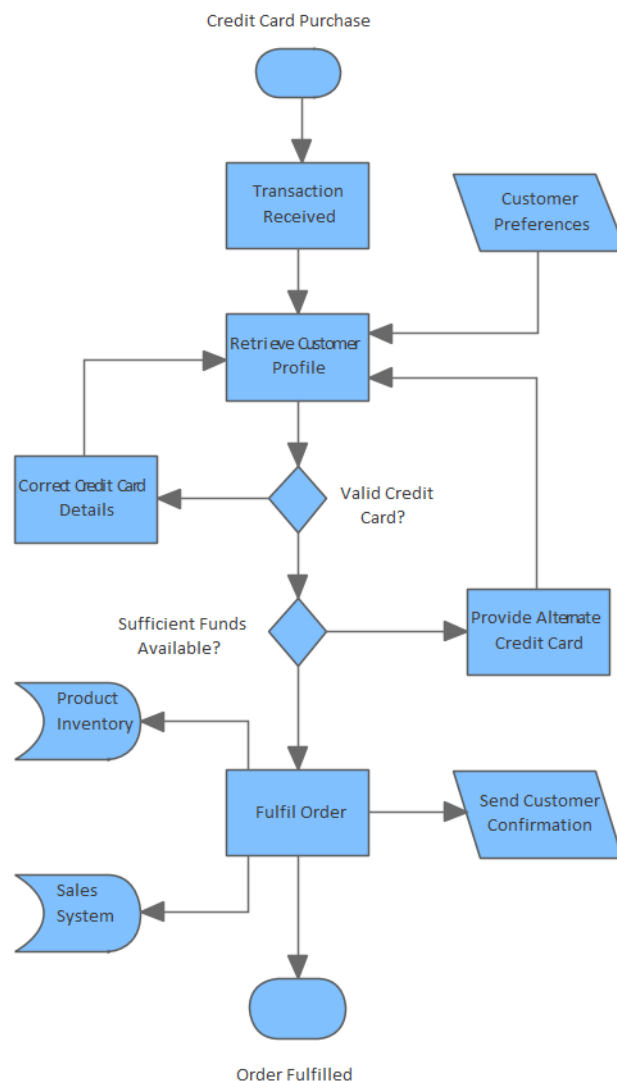 Credit Card Purchase
Transaction
Received
Customer
Preferences
Retrieve Customer
Profile
Correct Credit Card
Details
Valid Credit
Card?
Sufficient Funds
Available?
Provide Alternate
Credit Card
Product
Inventory
Fulfil Order
Send Customer
Confirmation
Sales
System
Order Fulfilled